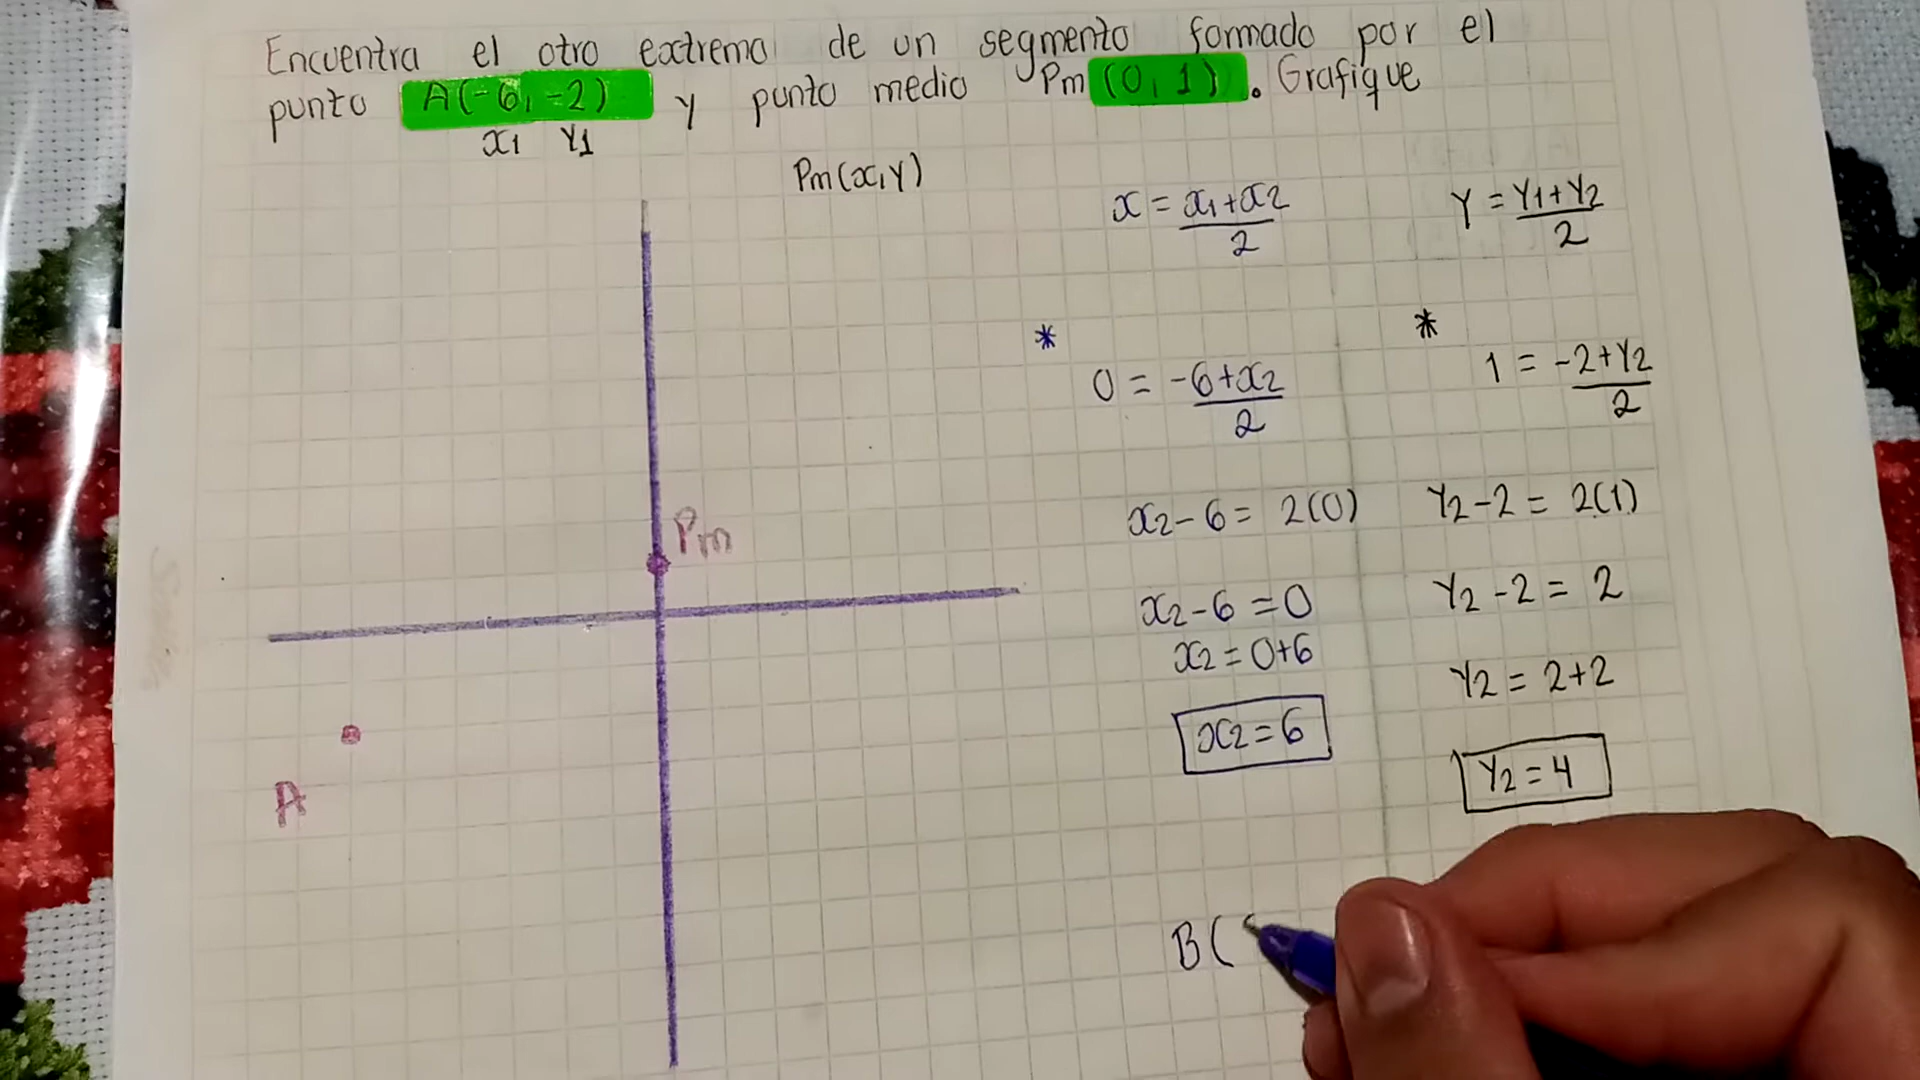 Encuentra el otro extremo de un segmento formado por el
punto A(-6, -2) y punto medio Pm (0, 1). Grafique
x1 Y1
Pm(x,Y)
x = x1+x2/2
Y = Y1+Y2/2
*
0 = -6+x2/2
x2-6 = 2(0)
x2-6 = 0
x2 = 0+6
x2 = 6
*
1 = -2+Y2/2
Y2-2 = 2(1)
Y2-2 = 2
Y2 = 2+2
Y2 = 4
Pm
A
B(